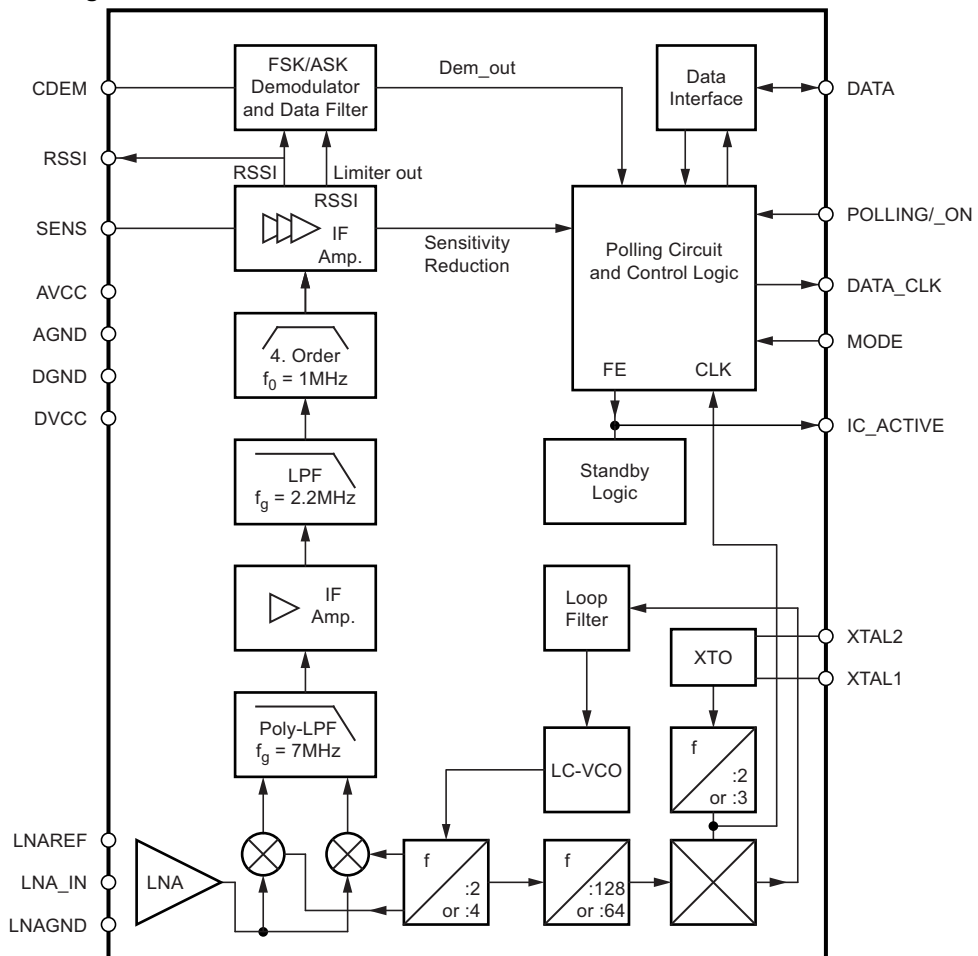 CDEM
FSK/ASK
Demodulator
and Data Filter
Dem_out
Data
Interface
DATA
RSSI
RSSI
Limiter out
SENS
RSSI
IF
Amp.
Sensitivity
Reduction
Polling Circuit
and Control Logic
FE
CLK
POLLING/_ON
DATA_CLK
MODE
IC_ACTIVE
AVCC
AGND
DGND
DVCC
4. Order
f0 = 1MHz
Standby
Logic
LPF
fg = 2.2MHz
IF
Amp.
Loop
Filter
XTO
XTAL2
XTAL1
Poly-LPF
fg = 7MHz
LC-VCO
f
:2
or :3
LNAREF
LNA_IN
LNAGND
LNA
f
:2
or :4
f
:128
or :64